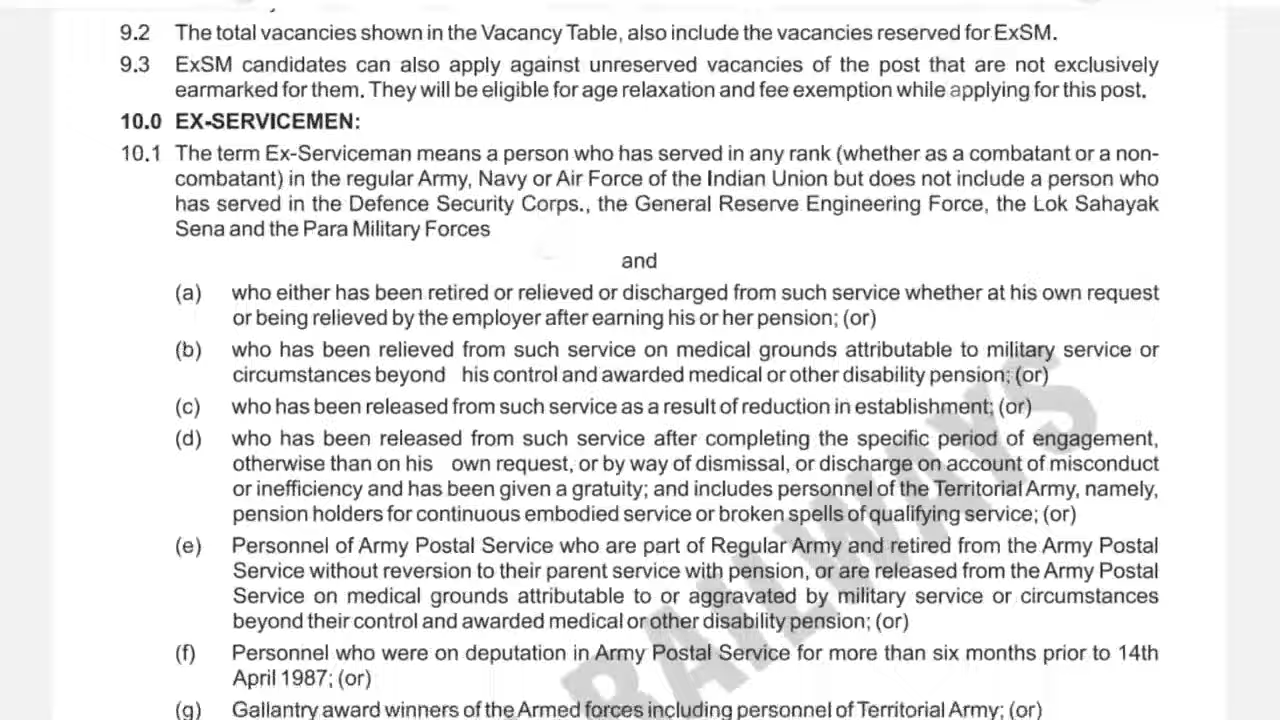 9.2 The total vacancies shown in the Vacancy Table, also include the vacancies reserved for ExSM.
9.3 ExSM candidates can also apply against unreserved vacancies of the post that are not exclusively
earmarked for them. They will be eligible for age relaxation and fee exemption while applying for this post.
10.0 EX-SERVICEMEN:
10.1 The term Ex-Serviceman means a person who has served in any rank (whether as a combatant or a non-
combatant) in the regular Army, Navy or Air Force of the Indian Union but does not include a person who
has served in the Defence Security Corps., the General Reserve Engineering Force, the Lok Sahayak
Sena and the Para Military Forces
and
(a) who either has been retired or relieved or discharged from such service whether at his own request
or being relieved by the employer after earning his or her pension; (or)
(b) who has been relieved from such service on medical grounds attributable to military service or
circumstances beyond his control and awarded medical or other disability pension; (or)
(c) who has been released from such service as a result of reduction in establishment; (or)
(d) who has been released from such service after completing the specific period of engagement,
otherwise than on his own request, or by way of dismissal, or discharge on account of misconduct
or inefficiency and has been given a gratuity; and includes personnel of the Territorial Army, namely,
pension holders for continuous embodied service or broken spells of qualifying service; (or)
(e) Personnel of Army Postal Service who are part of Regular Army and retired from the Army Postal
Service without reversion to their parent service with pension, or are released from the Army Postal
Service on medical grounds attributable to or aggravated by military service or circumstances
beyond their control and awarded medical or other disability pension; (or)
(f) Personnel who were on deputation in Army Postal Service for more than six months prior to 14th
April 1987; (or)
(g) Gallantry award winners of the Armed forces including personnel of Territorial Army; (or)
RAILWAYS